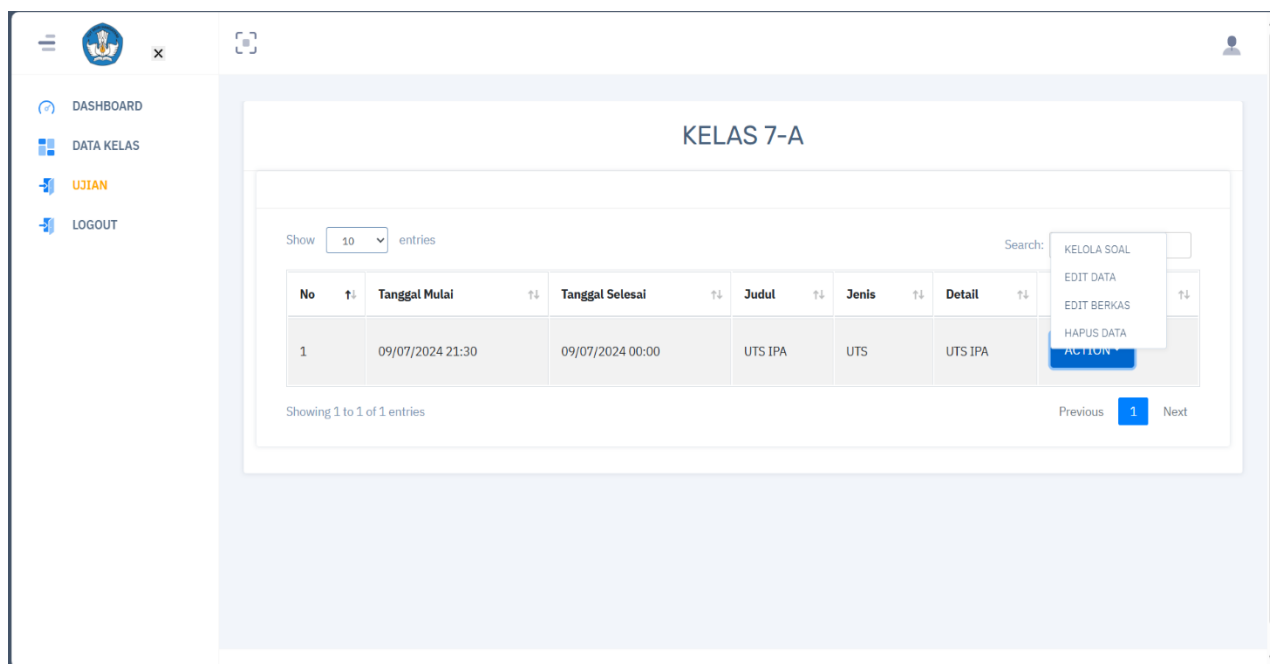 DASHBOARD
DATA KELAS
UJIAN
LOGOUT
KELAS 7-A
Show 10 entries
Search:
KELOLA SOAL
EDIT DATA
EDIT BERKAS
HAPUS DATA
No Tanggal Mulai Tanggal Selesai Judul Jenis Detail
1 09/07/2024 21:30 09/07/2024 00:00 UTS IPA UTS UTS IPA ACTION
Showing 1 to 1 of 1 entries
Previous 1 Next